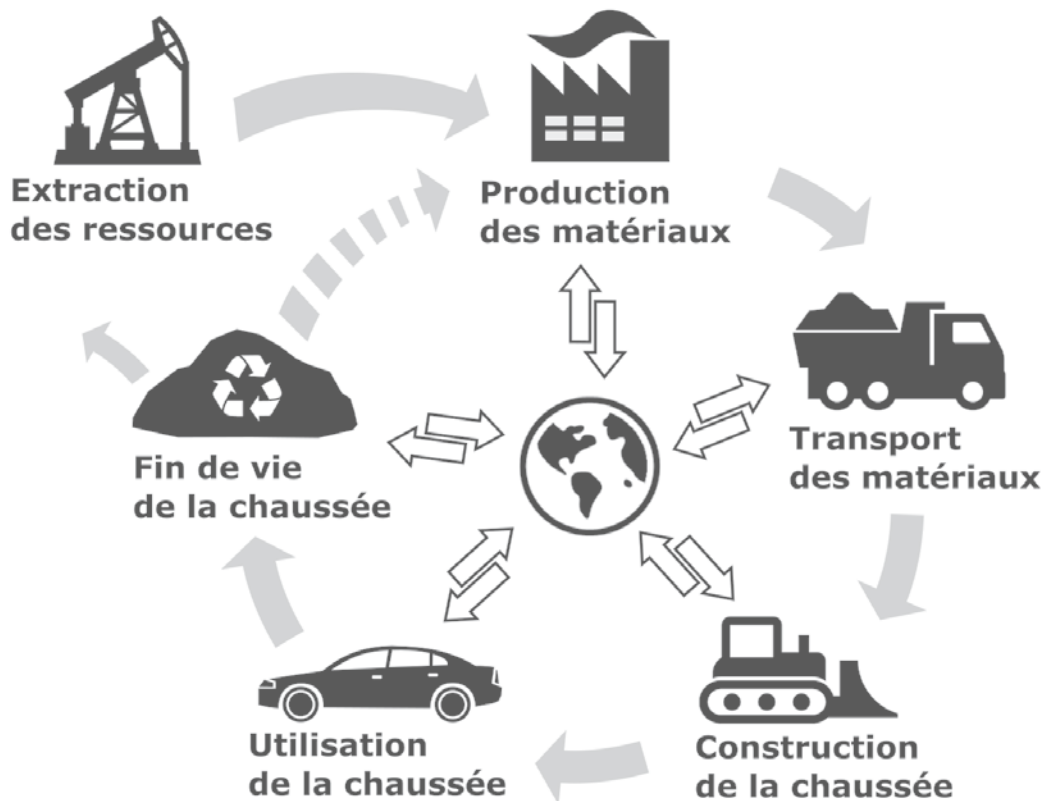 Extraction
des ressources
Production
des matériaux
Transport
des matériaux
Construction
de la chaussée
Utilisation
de la chaussée
Fin de vie
de la chaussée